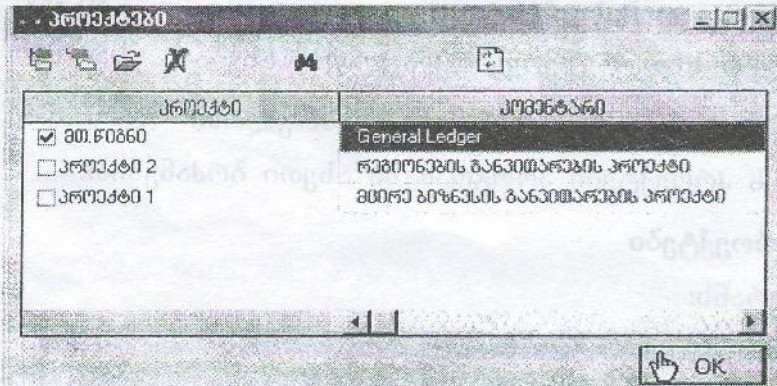 პროექტები
პროექტი კომენტარი
მთ.წიგნი General Ledger
პროექტი 2 რეგიონების განვითარების პროექტი
პროექტი 1 მცირე ბიზნესის განვითარების პროექტი
OK